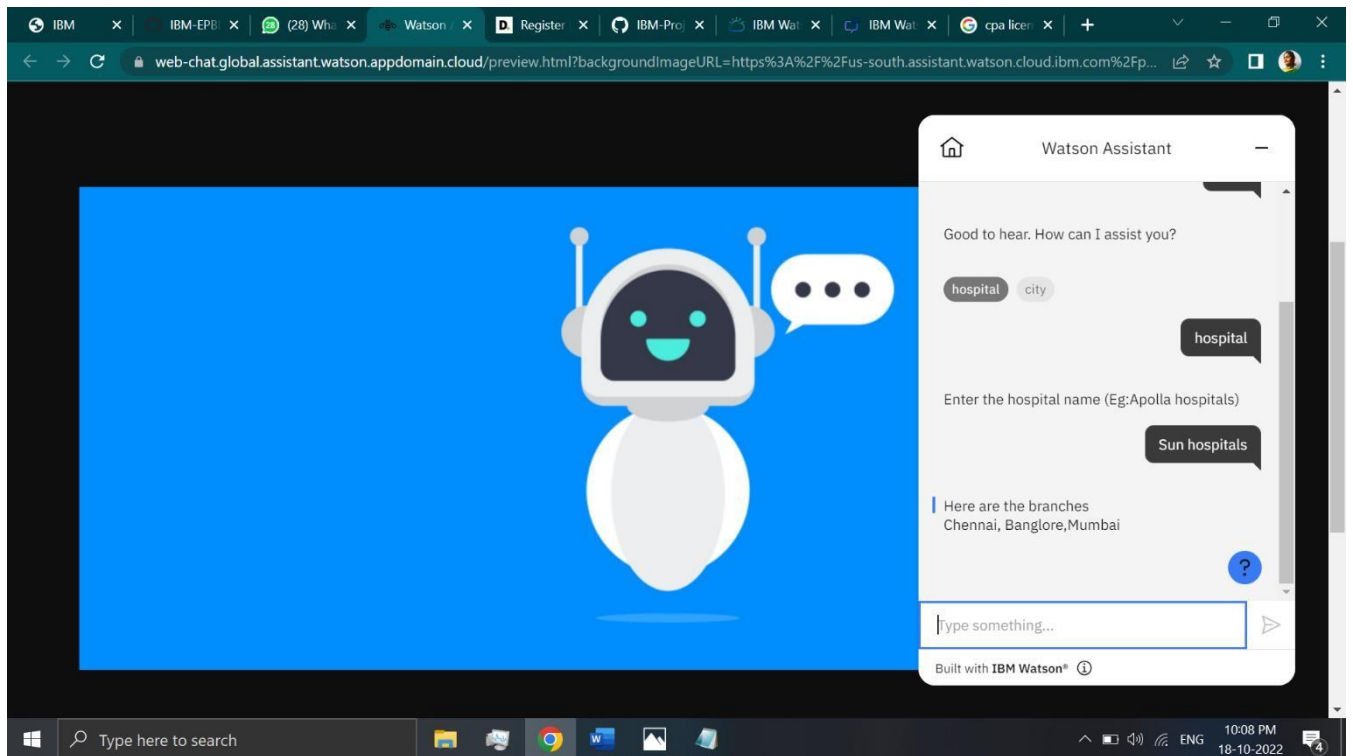 IBM
IBM-EPB
(28) Wha
Watson /
Register
IBM-Proj
IBM Wat
IBM Wat
cpa licen
web-chat.global.assistant.watson.appdomain.cloud/preview.html?backgroundImageURL=https%3A%2F%2Fus-south.assistant.watson.cloud.ibm.com%2Fp...
Watson Assistant
Good to hear. How can I assist you?
hospital city
hospital
Enter the hospital name (Eg:Apolla hospitals)
Sun hospitals
Here are the branches
Chennai, Banglore,Mumbai
?
Type something...
Built with IBM Watson®
Type here to search
ENG
10:08 PM
18-10-2022
4